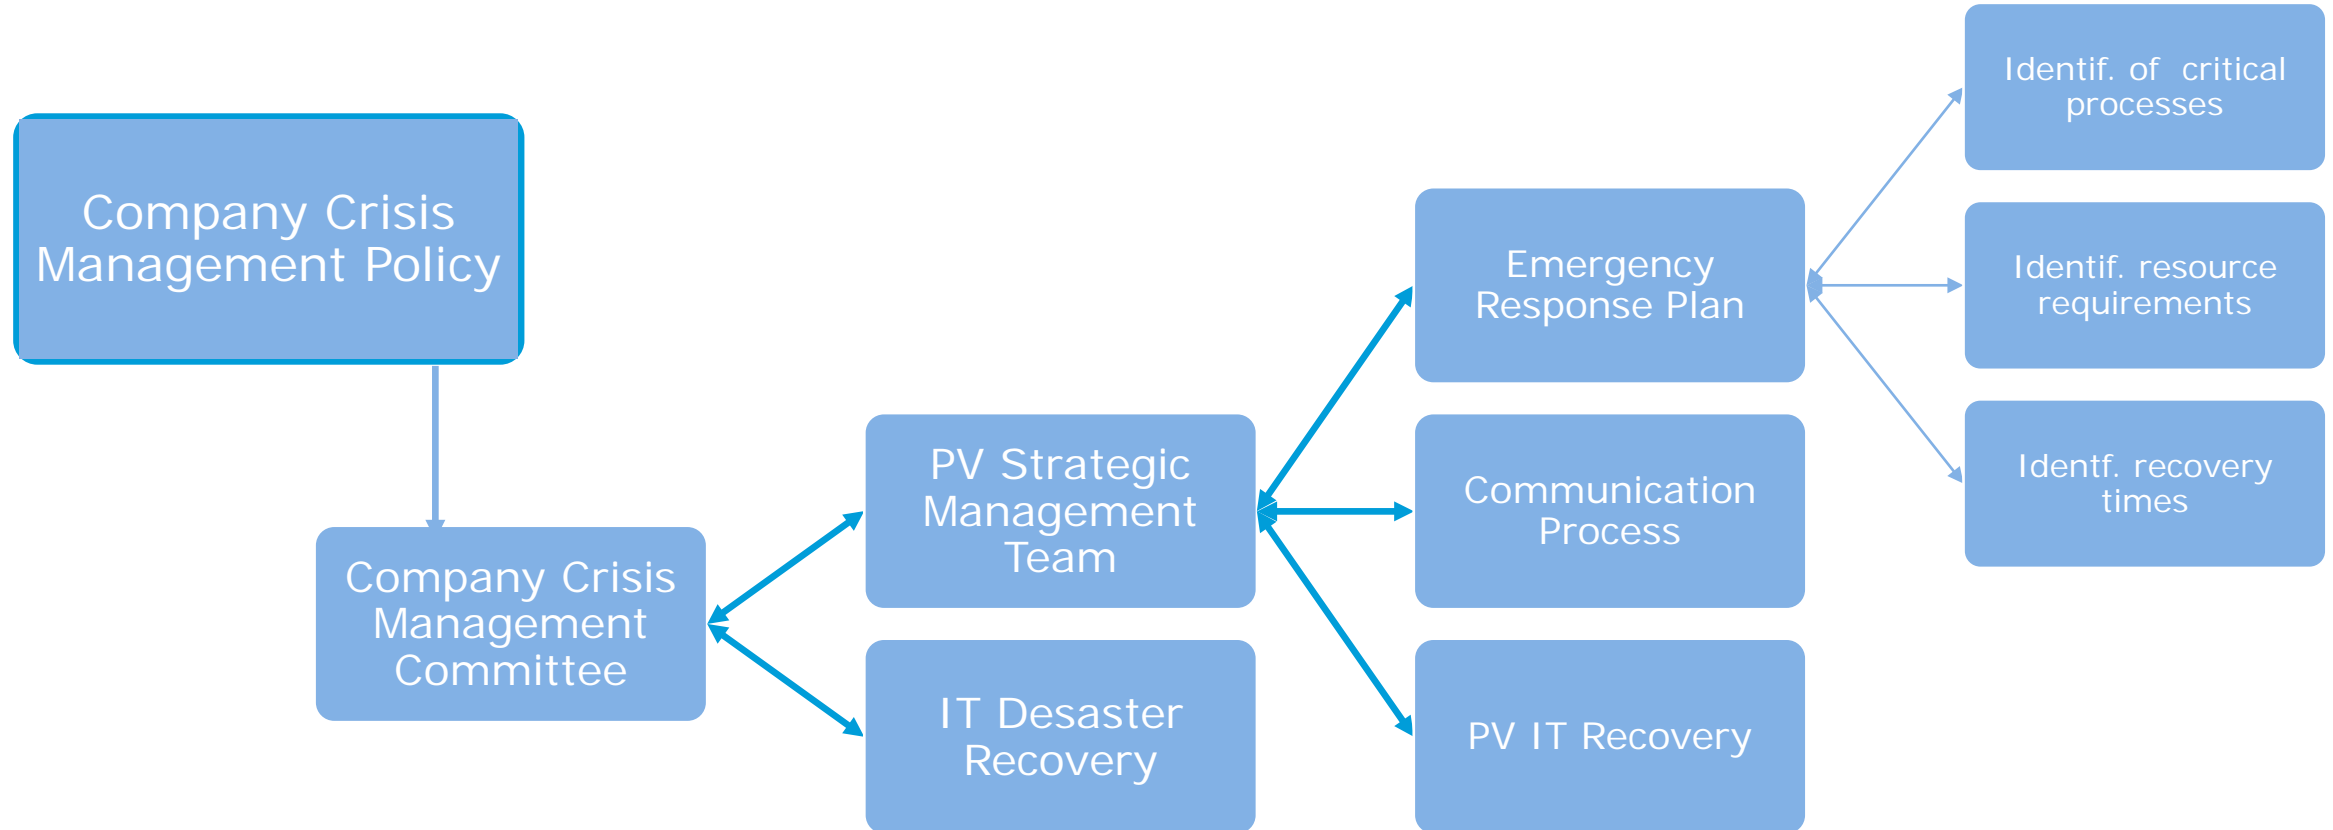 Company Crisis
Management Policy
Company Crisis
Management
Committee
PV Strategic
Management
Team
IT Desaster
Recovery
Emergency
Response Plan
Communication
Process
PV IT Recovery
Identif. of critical
processes
Identif. resource
requirements
Identf. recovery
times